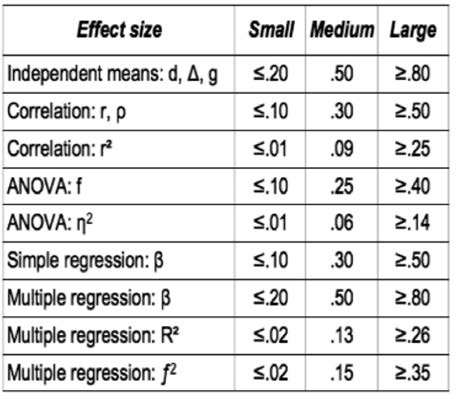 Effect size Small Medium Large
Independent means: d, Δ, g ≤.20 .50 ≥.80
Correlation: r, ρ ≤.10 .30 ≥.50
Correlation: r² ≤.01 .09 ≥.25
ANOVA: f ≤.10 .25 ≥.40
ANOVA: η² ≤.01 .06 ≥.14
Simple regression: β ≤.10 .30 ≥.50
Multiple regression: β ≤.20 .50 ≥.80
Multiple regression: R² ≤.02 .13 ≥.26
Multiple regression: f² ≤.02 .15 ≥.35